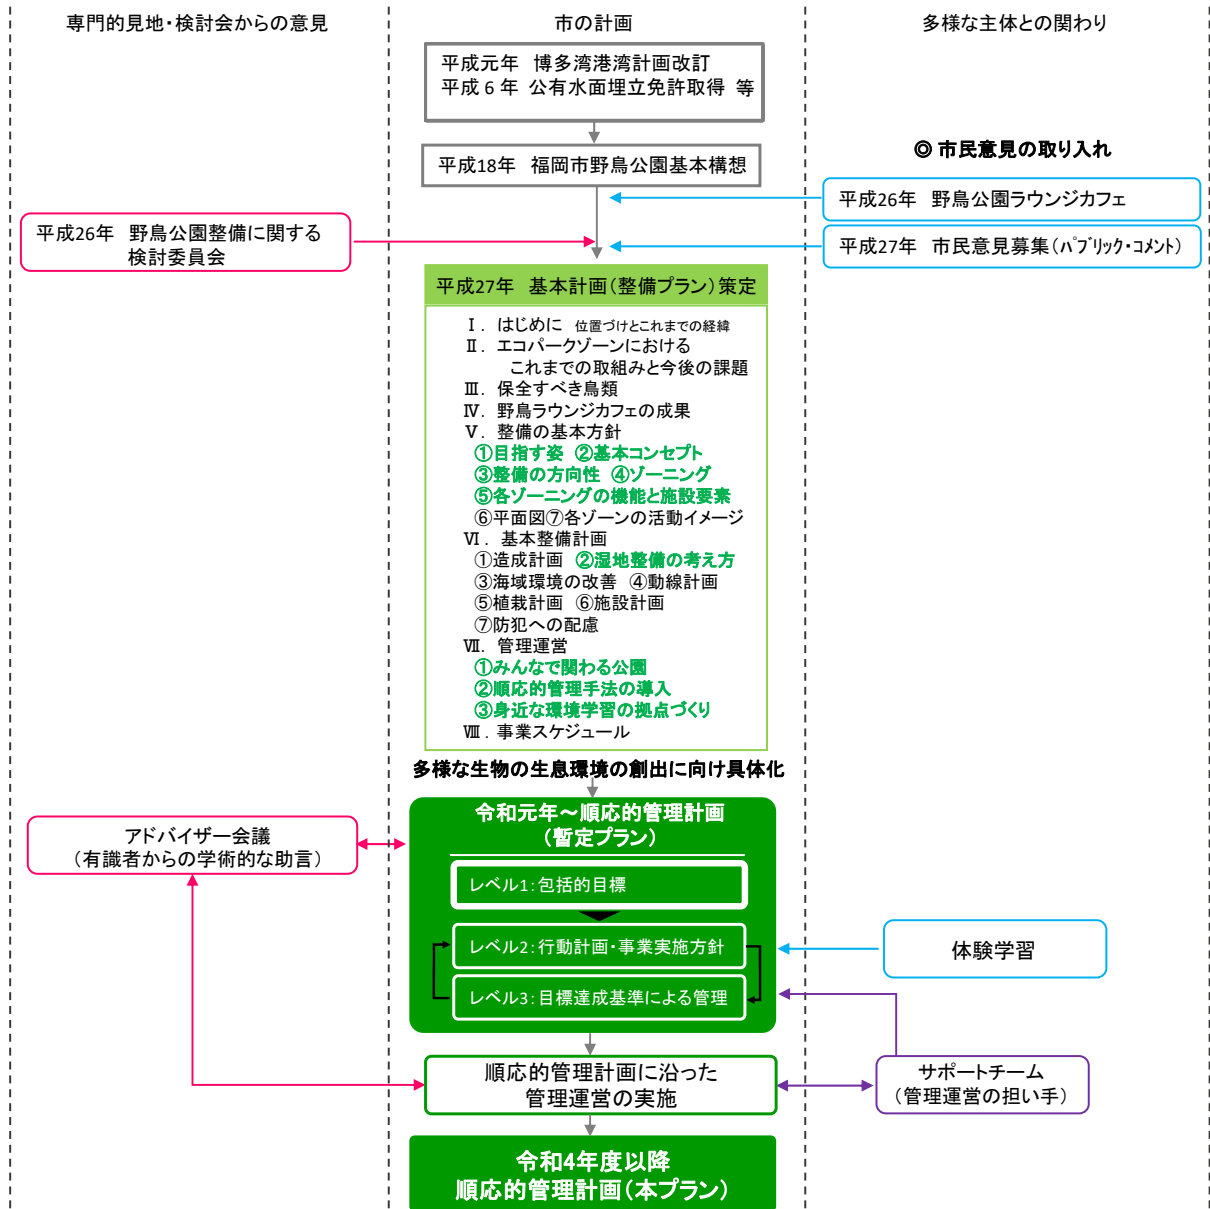 専門的見地・検討会からの意見
市の計画
多様な主体との関わり
平成元年 博多湾港湾計画改訂
平成6年 公有水面埋立免許取得 等
平成18年 福岡市野鳥公園基本構想
◎ 市民意見の取り入れ
平成26年 野鳥公園ラウンジカフェ
平成26年 野鳥公園整備に関する
検討委員会
平成27年 市民意見募集(パブリック・コメント)
平成27年 基本計画(整備プラン)策定
Ⅰ. はじめに 位置づけとこれまでの経緯
Ⅱ. エコパークゾーンにおける
これまでの取組みと今後の課題
Ⅲ. 保全すべき鳥類
Ⅳ. 野鳥ラウンジカフェの成果
Ⅴ. 整備の基本方針
①目指す姿 ②基本コンセプト
③整備の方向性 ④ゾーニング
⑤各ゾーニングの機能と施設要素
⑥平面図⑦各ゾーンの活動イメージ
Ⅵ. 基本整備計画
①造成計画 ②湿地整備の考え方
③海域環境の改善 ④動線計画
⑤植栽計画 ⑥施設計画
⑦防犯への配慮
Ⅶ. 管理運営
①みんなで関わる公園
②順応的管理手法の導入
③身近な環境学習の拠点づくり
Ⅷ. 事業スケジュール
多様な生物の生息環境の創出に向け具体化
令和元年～順応的管理計画
(暫定プラン)
アドバイザー会議
(有識者からの学術的な助言)
レベル1:包括的目標
レベル2:行動計画・事業実施方針
体験学習
レベル3:目標達成基準による管理
順応的管理計画に沿った
管理運営の実施
サポートチーム
(管理運営の担い手)
令和4年度以降
順応的管理計画(本プラン)